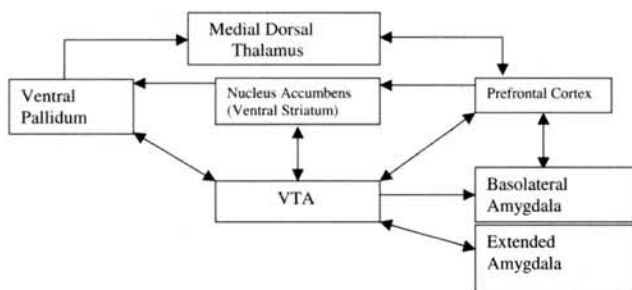 Medial Dorsal
Thalamus
Ventral
Pallidum
Nucleus Accumbens
(Ventral Striatum)
Prefrontal Cortex
VTA
Basolateral
Amygdala
Extended
Amygdala